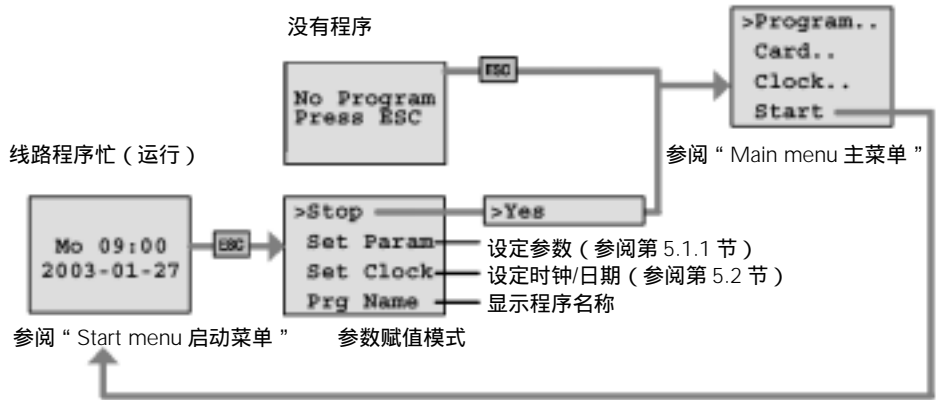 没有程序
No Program
Press ESC
ESC
>Program..
Card..
Clock..
Start
参阅“Main menu 主菜单”
线路程序忙（运行）
Mo 09:00
2003-01-27
ESC
>Stop
Set Param
Set Clock
Prg Name
>Yes
设定参数（参阅第 5.1.1 节）
设定时钟/日期（参阅第 5.2 节）
显示程序名称
参阅“Start menu 启动菜单”
参数赋值模式